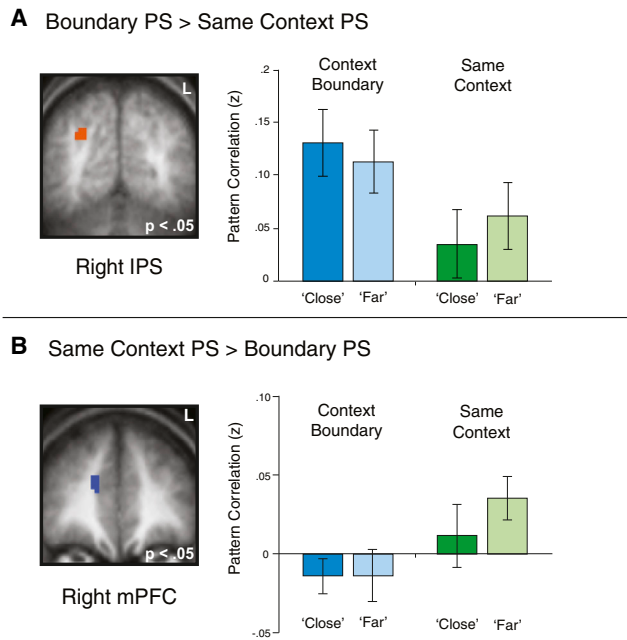 A Boundary PS > Same Context PS
L
p < .05
Right IPS
Pattern Correlation (z)
.2
.15
.10
.05
0
Context
Boundary
Same
Context
'Close' 'Far' 'Close' 'Far'
B Same Context PS > Boundary PS
L
p < .05
Right mPFC
Pattern Correlation (z)
.10
.05
0
-.05
Context
Boundary
Same
Context
'Close' 'Far' 'Close' 'Far'